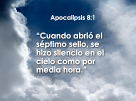 Apocalipsis 8:1
“Cuando abrió el
séptimo sello, se
hizo silencio en el
cielo como por
media hora.”